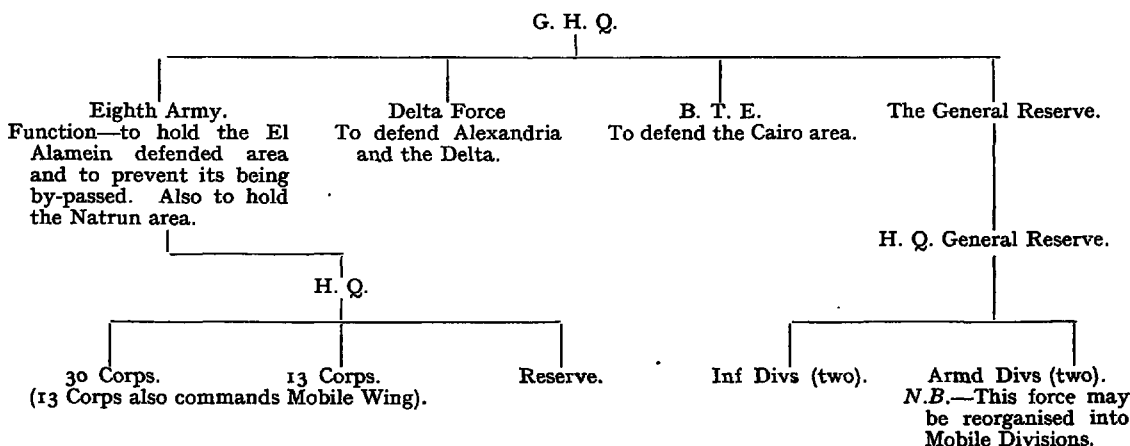 G. H. Q.
Eighth Army.
Function—to hold the El
Alamein defended area
and to prevent its being
by-passed. Also to hold
the Natrun area.
Delta Force
To defend Alexandria
and the Delta.
B. T. E.
To defend the Cairo area.
The General Reserve.
H. Q. General Reserve.
H. Q.
30 Corps.
13 Corps.
Reserve.
(13 Corps also commands Mobile Wing).
Inf Divs (two).
Armd Divs (two).
N.B.—This force may
be reorganised into
Mobile Divisions.